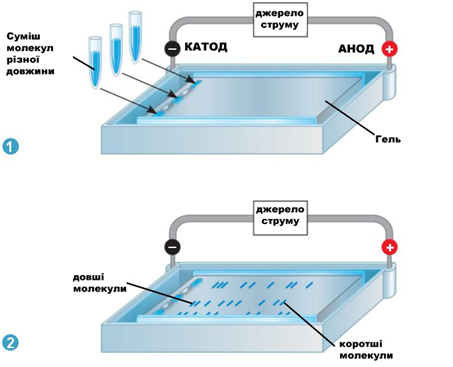 джерело
струму
Суміш
молекул
різної
довжини
− КАТОД
АНОД +
Гель
1
джерело
струму
− +
довші
молекули
коротші
молекули
2